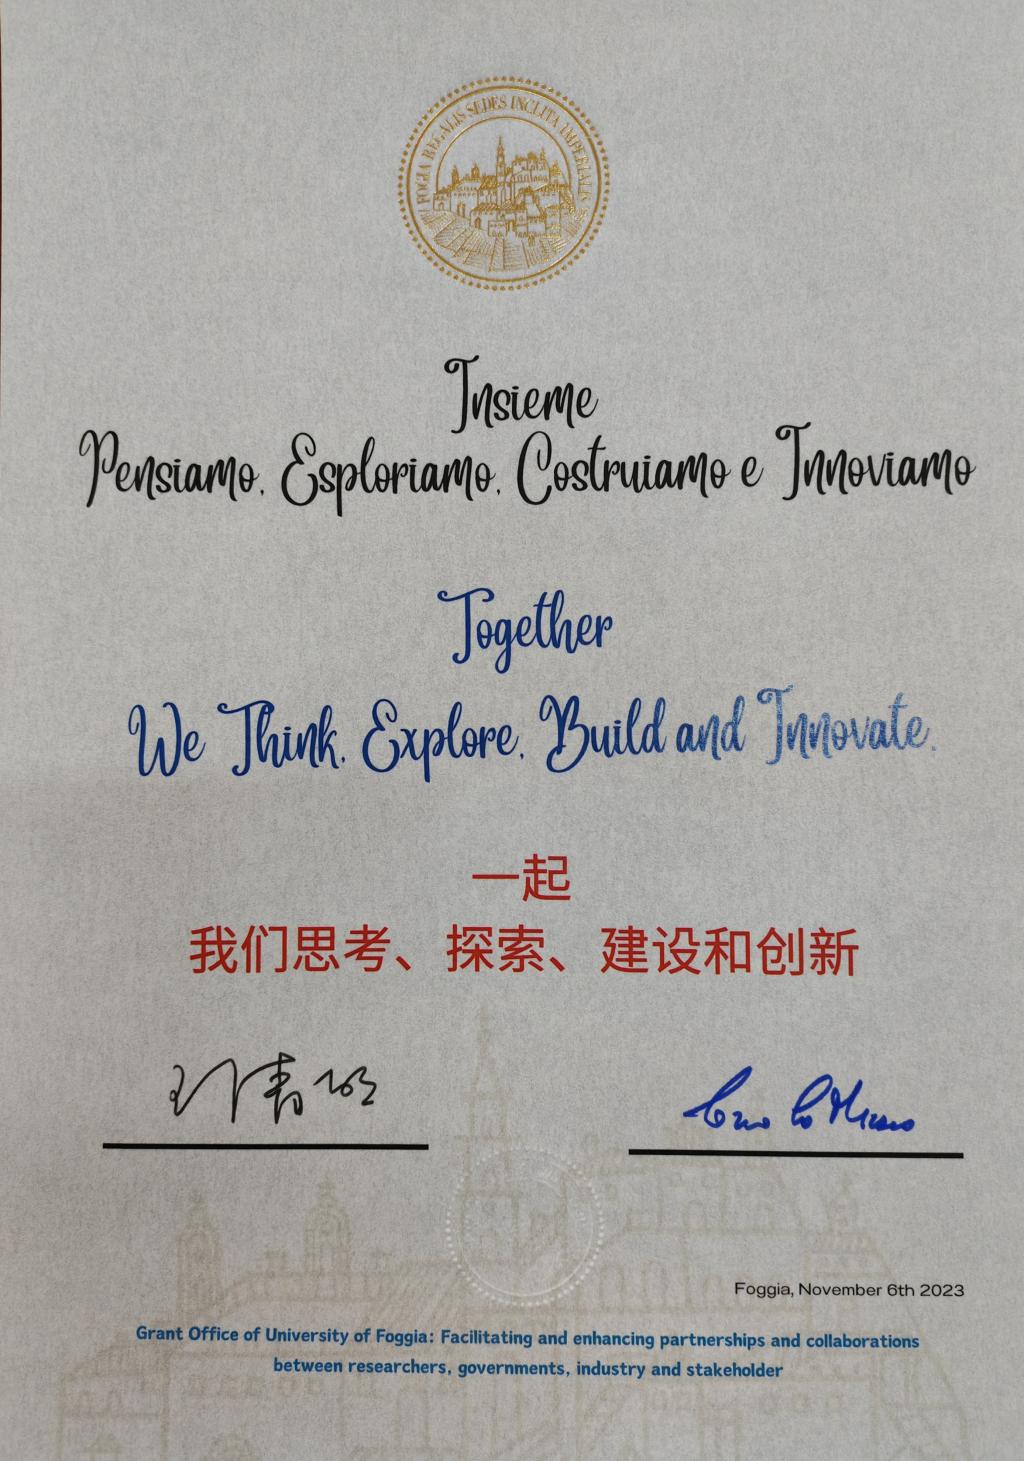 FOGIA REGALIS SEDES INCLITA IMPERIALIS
Insieme
Pensiamo, Esploriamo, Costruiamo e Innoviamo
Together
We Think, Explore, Build and Innovate.
一起
我们思考、探索、建设和创新
Foggia, November 6th 2023
Grant Office of University of Foggia: Facilitating and enhancing partnerships and collaborations
between researchers, governments, industry and stakeholder